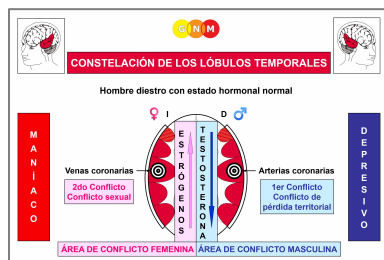 GNM
CONSTELACIÓN DE LOS LÓBULOS TEMPORALES
Hombre diestro con estado hormonal normal
♀ I
D ♂
MANÍACO
ESTRÓGENOS
TESTOSTERONA
DEPRESIVO
Venas coronarias
Arterias coronarias
2do Conflicto
Conflicto sexual
1er Conflicto
Conflicto de
pérdida territorial
ÁREA DE CONFLICTO FEMENINA
ÁREA DE CONFLICTO MASCULINA